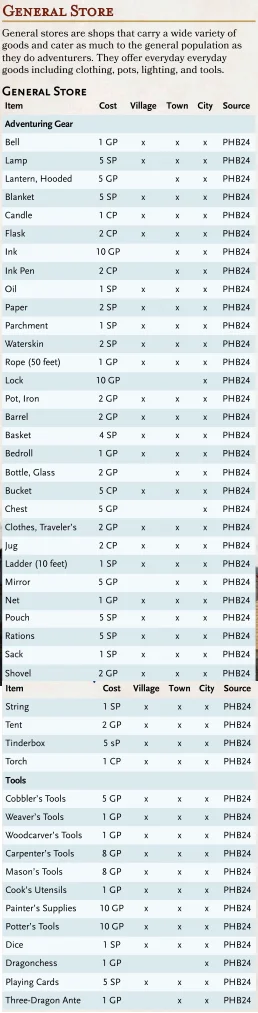 General Store
General stores are shops that carry a wide variety of
goods and cater as much to the general population as
they do adventurers. They offer everyday everyday
goods including clothing, pots, lighting, and tools.
General Store
Item Cost Village Town City Source
Adventuring Gear
Bell 1 GP x x x PHB24
Lamp 5 SP x x x PHB24
Lantern, Hooded 5 GP x x PHB24
Blanket 5 SP x x x PHB24
Candle 1 CP x x x PHB24
Flask 2 CP x x x PHB24
Ink 10 GP x x PHB24
Ink Pen 2 CP x x PHB24
Oil 1 SP x x x PHB24
Paper 2 SP x x x PHB24
Parchment 1 SP x x x PHB24
Waterskin 2 SP x x x PHB24
Rope (50 feet) 1 GP x x x PHB24
Lock 10 GP x PHB24
Pot, Iron 2 GP x x x PHB24
Barrel 2 GP x x x PHB24
Basket 4 SP x x x PHB24
Bedroll 1 GP x x x PHB24
Bottle, Glass 2 GP x x PHB24
Bucket 5 CP x x x PHB24
Chest 5 GP x PHB24
Clothes, Traveler's 2 GP x x x PHB24
Jug 2 CP x x x PHB24
Ladder (10 feet) 1 SP x x x PHB24
Mirror 5 GP x x PHB24
Net 1 GP x x x PHB24
Pouch 5 SP x x x PHB24
Rations 5 SP x x x PHB24
Sack 1 SP x x x PHB24
Shovel 2 GP x x x PHB24
Item Cost Village Town City Source
String 1 SP x x x PHB24
Tent 2 GP x x x PHB24
Tinderbox 5 sP x x x PHB24
Torch 1 CP x x x PHB24
Tools
Cobbler's Tools 5 GP x x x PHB24
Weaver's Tools 1 GP x x x PHB24
Woodcarver's Tools 1 GP x x x PHB24
Carpenter's Tools 8 GP x x x PHB24
Mason's Tools 8 GP x x x PHB24
Cook's Utensils 1 GP x x x PHB24
Painter's Supplies 10 GP x x x PHB24
Potter's Tools 10 GP x x x PHB24
Dice 1 SP x x x PHB24
Dragonchess 1 GP x PHB24
Playing Cards 5 SP x x x PHB24
Three-Dragon Ante 1 GP x x PHB24